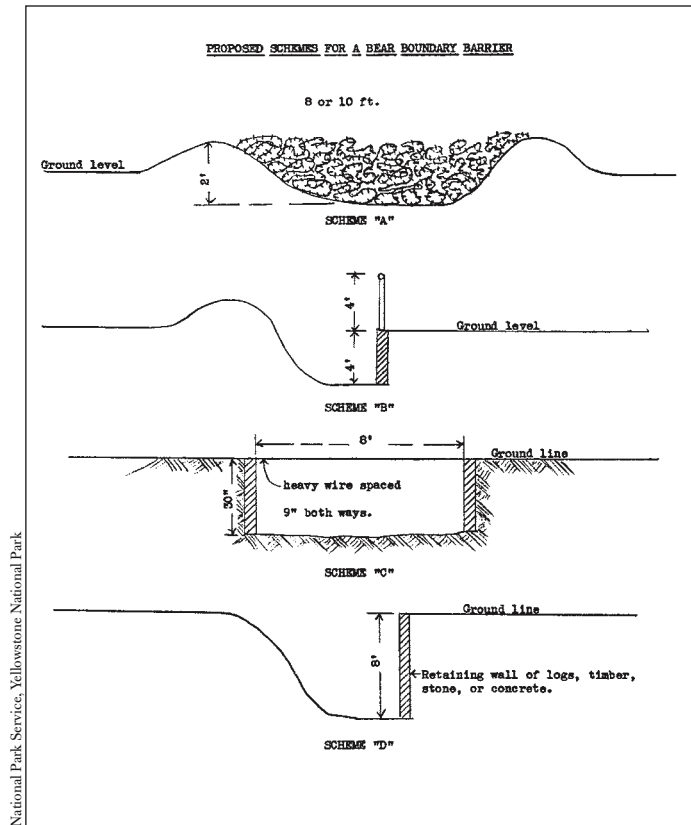 PROPOSED SCHEMES FOR A BEAR BOUNDARY BARRIER
8 or 10 ft.
Ground level
2'
SCHEME "A"
4'
Ground level
4'
SCHEME "B"
8'
Ground line
30"
heavy wire spaced
9" both ways.
SCHEME "C"
Ground line
8'
Retaining wall of logs, timber,
stone, or concrete.
SCHEME "D"
National Park Service, Yellowstone National Park